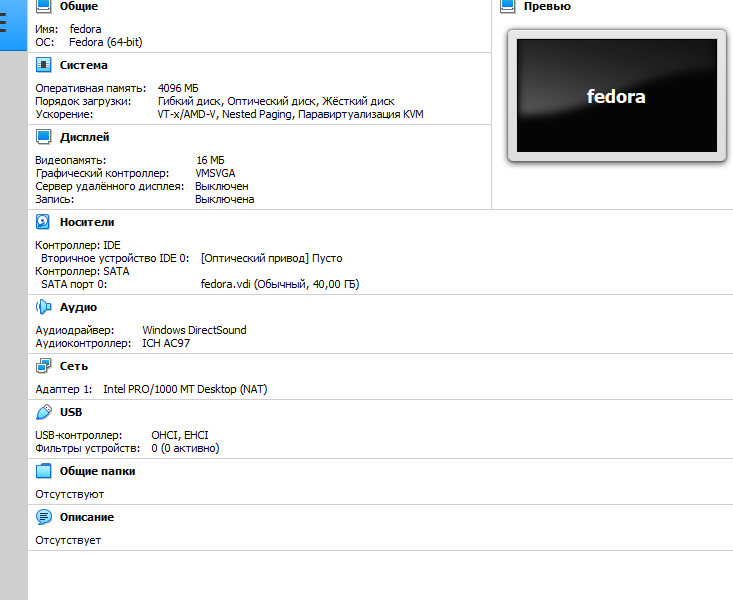 Общие
Имя: fedora
ОС: Fedora (64-bit)
Система
Оперативная память: 4096 МБ
Порядок загрузки: Гибкий диск, Оптический диск, Жёсткий диск
Ускорение: VT-x/AMD-V, Nested Paging, Паравиртуализация KVM
Дисплей
Видеопамять: 16 МБ
Графический контроллер: VMSVGA
Сервер удалённого дисплея: Выключен
Запись: Выключена
Превью
fedora
Носители
Контроллер: IDE
Вторичное устройство IDE 0: [Оптический привод] Пусто
Контроллер: SATA
SATA порт 0: fedora.vdi (Обычный, 40,00 ГБ)
Аудио
Аудиодрайвер: Windows DirectSound
Аудиоконтроллер: ICH AC97
Сеть
Адаптер 1: Intel PRO/1000 MT Desktop (NAT)
USB
USB-контроллер: OHCI, EHCI
Фильтры устройств: 0 (0 активно)
Общие папки
Отсутствуют
Описание
Отсутствует